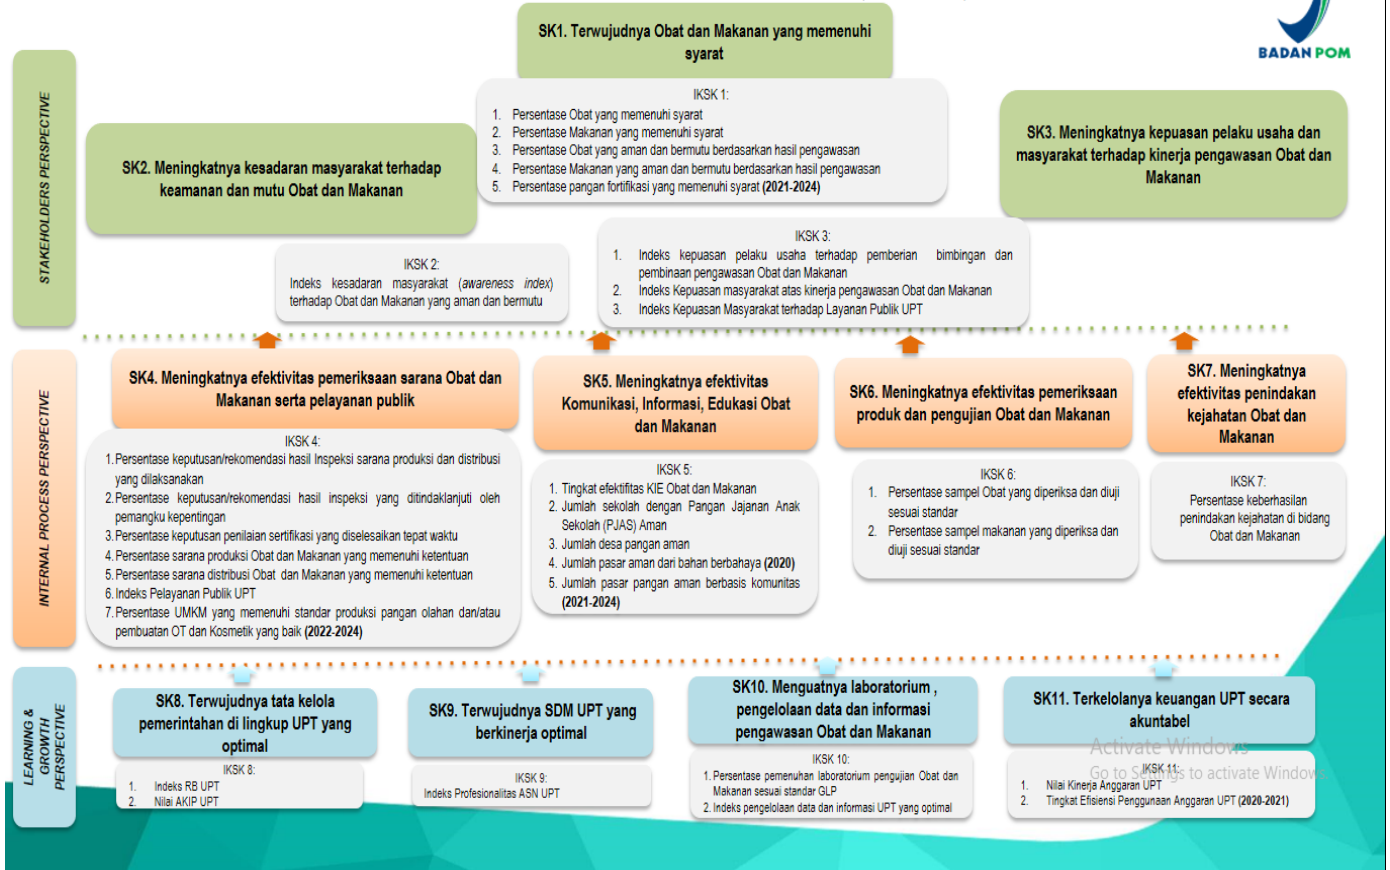 SK1. Terwujudnya Obat dan Makanan yang memenuhi
syarat
BADAN POM
STAKEHOLDERS PERSPECTIVE
IKSK 1:
1. Persentase Obat yang memenuhi syarat
2. Persentase Makanan yang memenuhi syarat
3. Persentase Obat yang aman dan bermutu berdasarkan hasil pengawasan
4. Persentase Makanan yang aman dan bermutu berdasarkan hasil pengawasan
5. Persentase pangan fortifikasi yang memenuhi syarat (2021-2024)
SK2. Meningkatnya kesadaran masyarakat terhadap
keamanan dan mutu Obat dan Makanan
SK3. Meningkatnya kepuasan pelaku usaha dan
masyarakat terhadap kinerja pengawasan Obat dan
Makanan
IKSK 2:
Indeks kesadaran masyarakat (awareness index)
terhadap Obat dan Makanan yang aman dan bermutu
IKSK 3:
1. Indeks kepuasan pelaku usaha terhadap pemberian bimbingan dan
pembinaan pengawasan Obat dan Makanan
2. Indeks Kepuasan masyarakat atas kinerja pengawasan Obat dan Makanan
3. Indeks Kepuasan Masyarakat terhadap Layanan Publik UPT
INTERNAL PROCESS PERSPECTIVE
SK4. Meningkatnya efektivitas pemeriksaan sarana Obat dan
Makanan serta pelayanan publik
IKSK 4:
1. Persentase keputusan/rekomendasi hasil Inspeksi sarana produksi dan distribusi
yang dilaksanakan
2. Persentase keputusan/rekomendasi hasil inspeksi yang ditindaklanjuti oleh
pemangku kepentingan
3. Persentase keputusan penilaian sertifikasi yang diselesaikan tepat waktu
4. Persentase sarana produksi Obat dan Makanan yang memenuhi ketentuan
5. Persentase sarana distribusi Obat dan Makanan yang memenuhi ketentuan
6. Indeks Pelayanan Publik UPT
7. Persentase UMKM yang memenuhi standar produksi pangan olahan dan/atau
pembuatan OT dan Kosmetik yang baik (2022-2024)
SK5. Meningkatnya efektivitas
Komunikasi, Informasi, Edukasi Obat
dan Makanan
IKSK 5:
1. Tingkat efektifitas KIE Obat dan Makanan
2. Jumlah sekolah dengan Pangan Jajanan Anak
Sekolah (PJAS) Aman
3. Jumlah desa pangan aman
4. Jumlah pasar aman dari bahan berbahaya (2020)
5. Jumlah pasar pangan aman berbasis komunitas
(2021-2024)
SK6. Meningkatnya efektivitas pemeriksaan
produk dan pengujian Obat dan Makanan
IKSK 6:
1. Persentase sampel Obat yang diperiksa dan diuji
sesuai standar
2. Persentase sampel makanan yang diperiksa dan
diuji sesuai standar
SK7. Meningkatnya
efektivitas penindakan
kejahatan Obat dan
Makanan
IKSK 7:
Persentase keberhasilan
penindakan kejahatan di bidang
Obat dan Makanan
LEARNING &
GROWTH
PERSPECTIVE
SK8. Terwujudnya tata kelola
pemerintahan di lingkup UPT yang
optimal
IKSK 8:
1. Indeks RB UPT
2. Nilai AKIP UPT
SK9. Terwujudnya SDM UPT yang
berkinerja optimal
IKSK 9:
Indeks Profesionalitas ASN UPT
SK10. Menguatnya laboratorium ,
pengelolaan data dan informasi
pengawasan Obat dan Makanan
IKSK 10:
1. Persentase pemenuhan laboratorium pengujian Obat dan
Makanan sesuai standar GLP
2. Indeks pengelolaan data dan informasi UPT yang optimal
SK11. Terkelolanya keuangan UPT secara
akuntabel
Activate Windows
Go to Settings to activate Windows.
IKSK 11:
1. Nilai Kinerja Anggaran UPT
2. Tingkat Efisiensi Penggunaan Anggaran UPT (2020-2021)